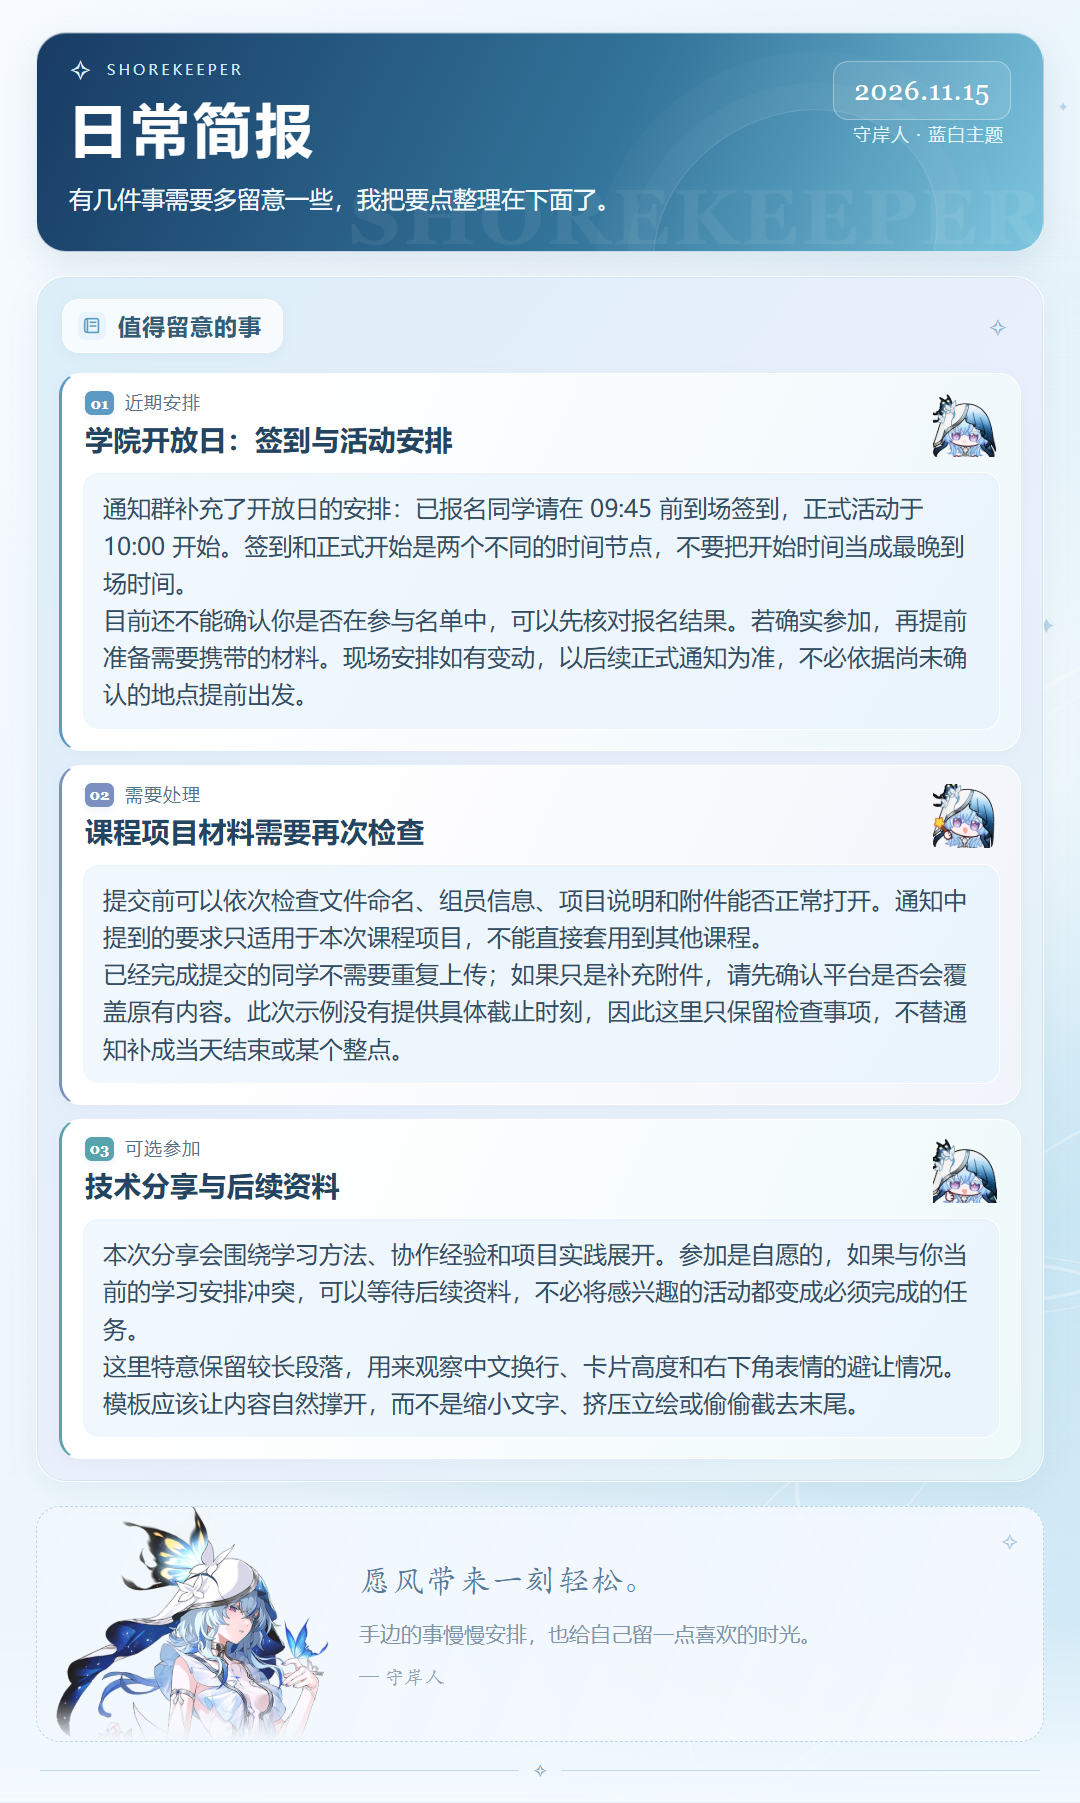 SHOREKEEPER
日常简报
有几件事需要多留意一些，我把要点整理在下面了。
2026.11.15
守岸人 · 蓝白主题
SHOREKEEPER
值得留意的事
01 近期安排
学院开放日：签到与活动安排
通知群补充了开放日的安排：已报名同学请在 09:45 前到场签到，正式活动于
10:00 开始。签到和正式开始是两个不同的时间节点，不要把开始时间当成最晚到
场时间。
目前还不能确认你是否在参与名单中，可以先核对报名结果。若确实参加，再提前
准备需要携带的材料。现场安排如有变动，以后续正式通知为准，不必依据尚未确
认的地点提前出发。
02 需要处理
课程项目材料需要再次检查
提交前可以依次检查文件命名、组员信息、项目说明和附件能否正常打开。通知中
提到的要求只适用于本次课程项目，不能直接套用到其他课程。
已经完成提交的同学不需要重复上传；如果只是补充附件，请先确认平台是否会覆
盖原有内容。此次示例没有提供具体截止时刻，因此这里只保留检查事项，不替通
知补成当天结束或某个整点。
03 可选参加
技术分享与后续资料
本次分享会围绕学习方法、协作经验和项目实践展开。参加是自愿的，如果与你当
前的学习安排冲突，可以等待后续资料，不必将感兴趣的活动都变成必须完成的任
务。
这里特意保留较长段落，用来观察中文换行、卡片高度和右下角表情的避让情况。
模板应该让内容自然撑开，而不是缩小文字、挤压立绘或偷偷截去末尾。
愿风带来一刻轻松。
手边的事慢慢安排，也给自己留一点喜欢的时光。
— 守岸人